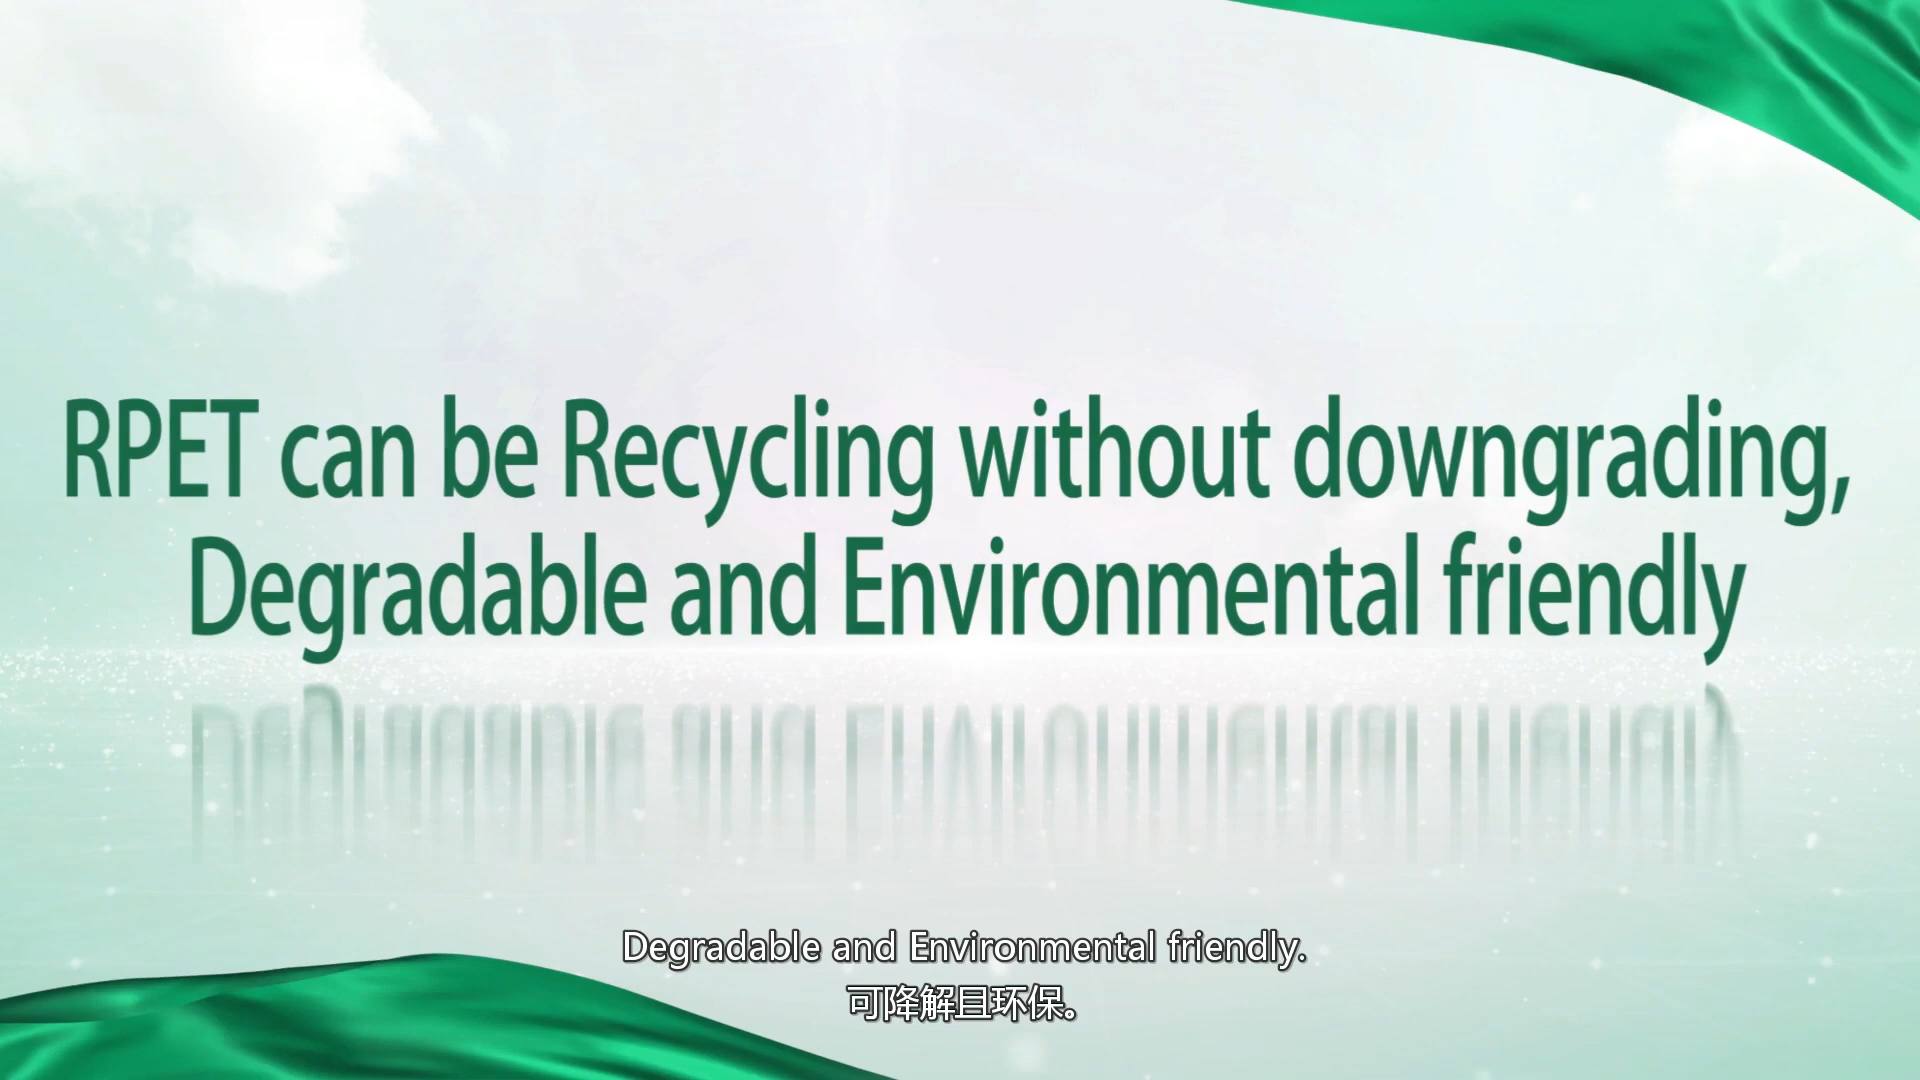 RPET can be Recycling without downgrading,
Degradable and Environmental friendly
Degradable and Environmental friendly.
可降解且环保。